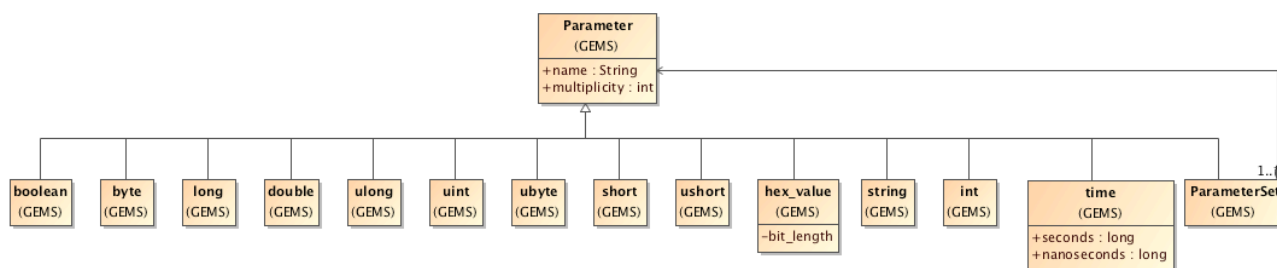 Parameter
(GEMS)
+name : String
+multiplicity : int
boolean
(GEMS)
byte
(GEMS)
long
(GEMS)
double
(GEMS)
ulong
(GEMS)
uint
(GEMS)
ubyte
(GEMS)
short
(GEMS)
ushort
(GEMS)
hex_value
(GEMS)
-bit_length
string
(GEMS)
int
(GEMS)
time
(GEMS)
+seconds : long
+nanoseconds : long
1..
ParameterSet
(GEMS)